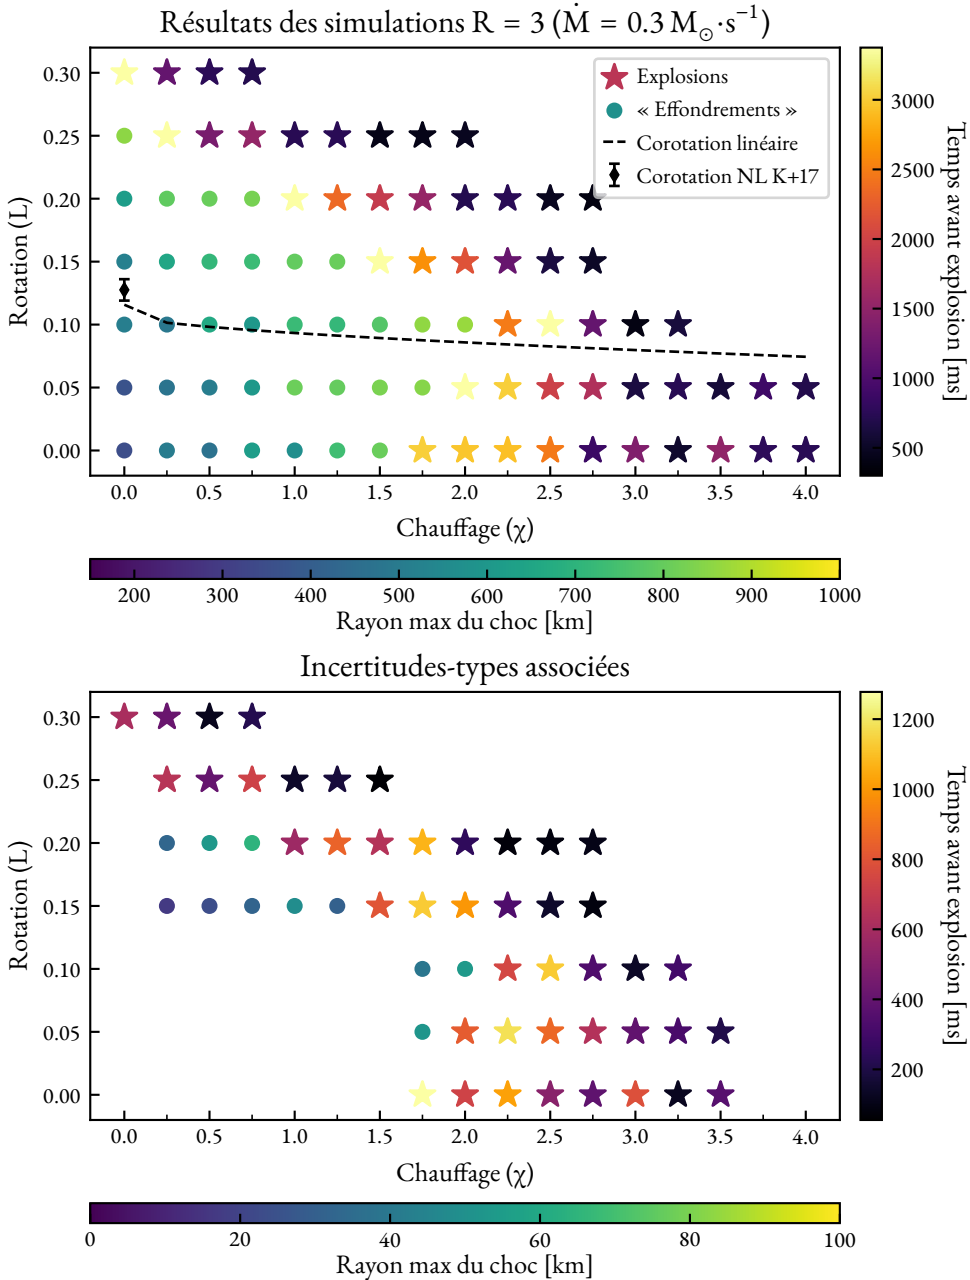 Résultats des simulations R = 3 (Ṁ = 0.3 M⊙·s⁻¹)
Explosions
« Effondrements »
Corotation linéaire
Corotation NL K+17
Rotation (L)
0.30
0.25
0.20
0.15
0.10
0.05
0.00
0.0 0.5 1.0 1.5 2.0 2.5 3.0 3.5 4.0
Chauffage (χ)
3000
2500
2000
1500
1000
500
Temps avant explosion [ms]
200 300 400 500 600 700 800 900 1000
Rayon max du choc [km]
Incertitudes-types associées
Rotation (L)
0.30
0.25
0.20
0.15
0.10
0.05
0.00
0.0 0.5 1.0 1.5 2.0 2.5 3.0 3.5 4.0
Chauffage (χ)
1200
1000
800
600
400
200
Temps avant explosion [ms]
0 20 40 60 80 100
Rayon max du choc [km]